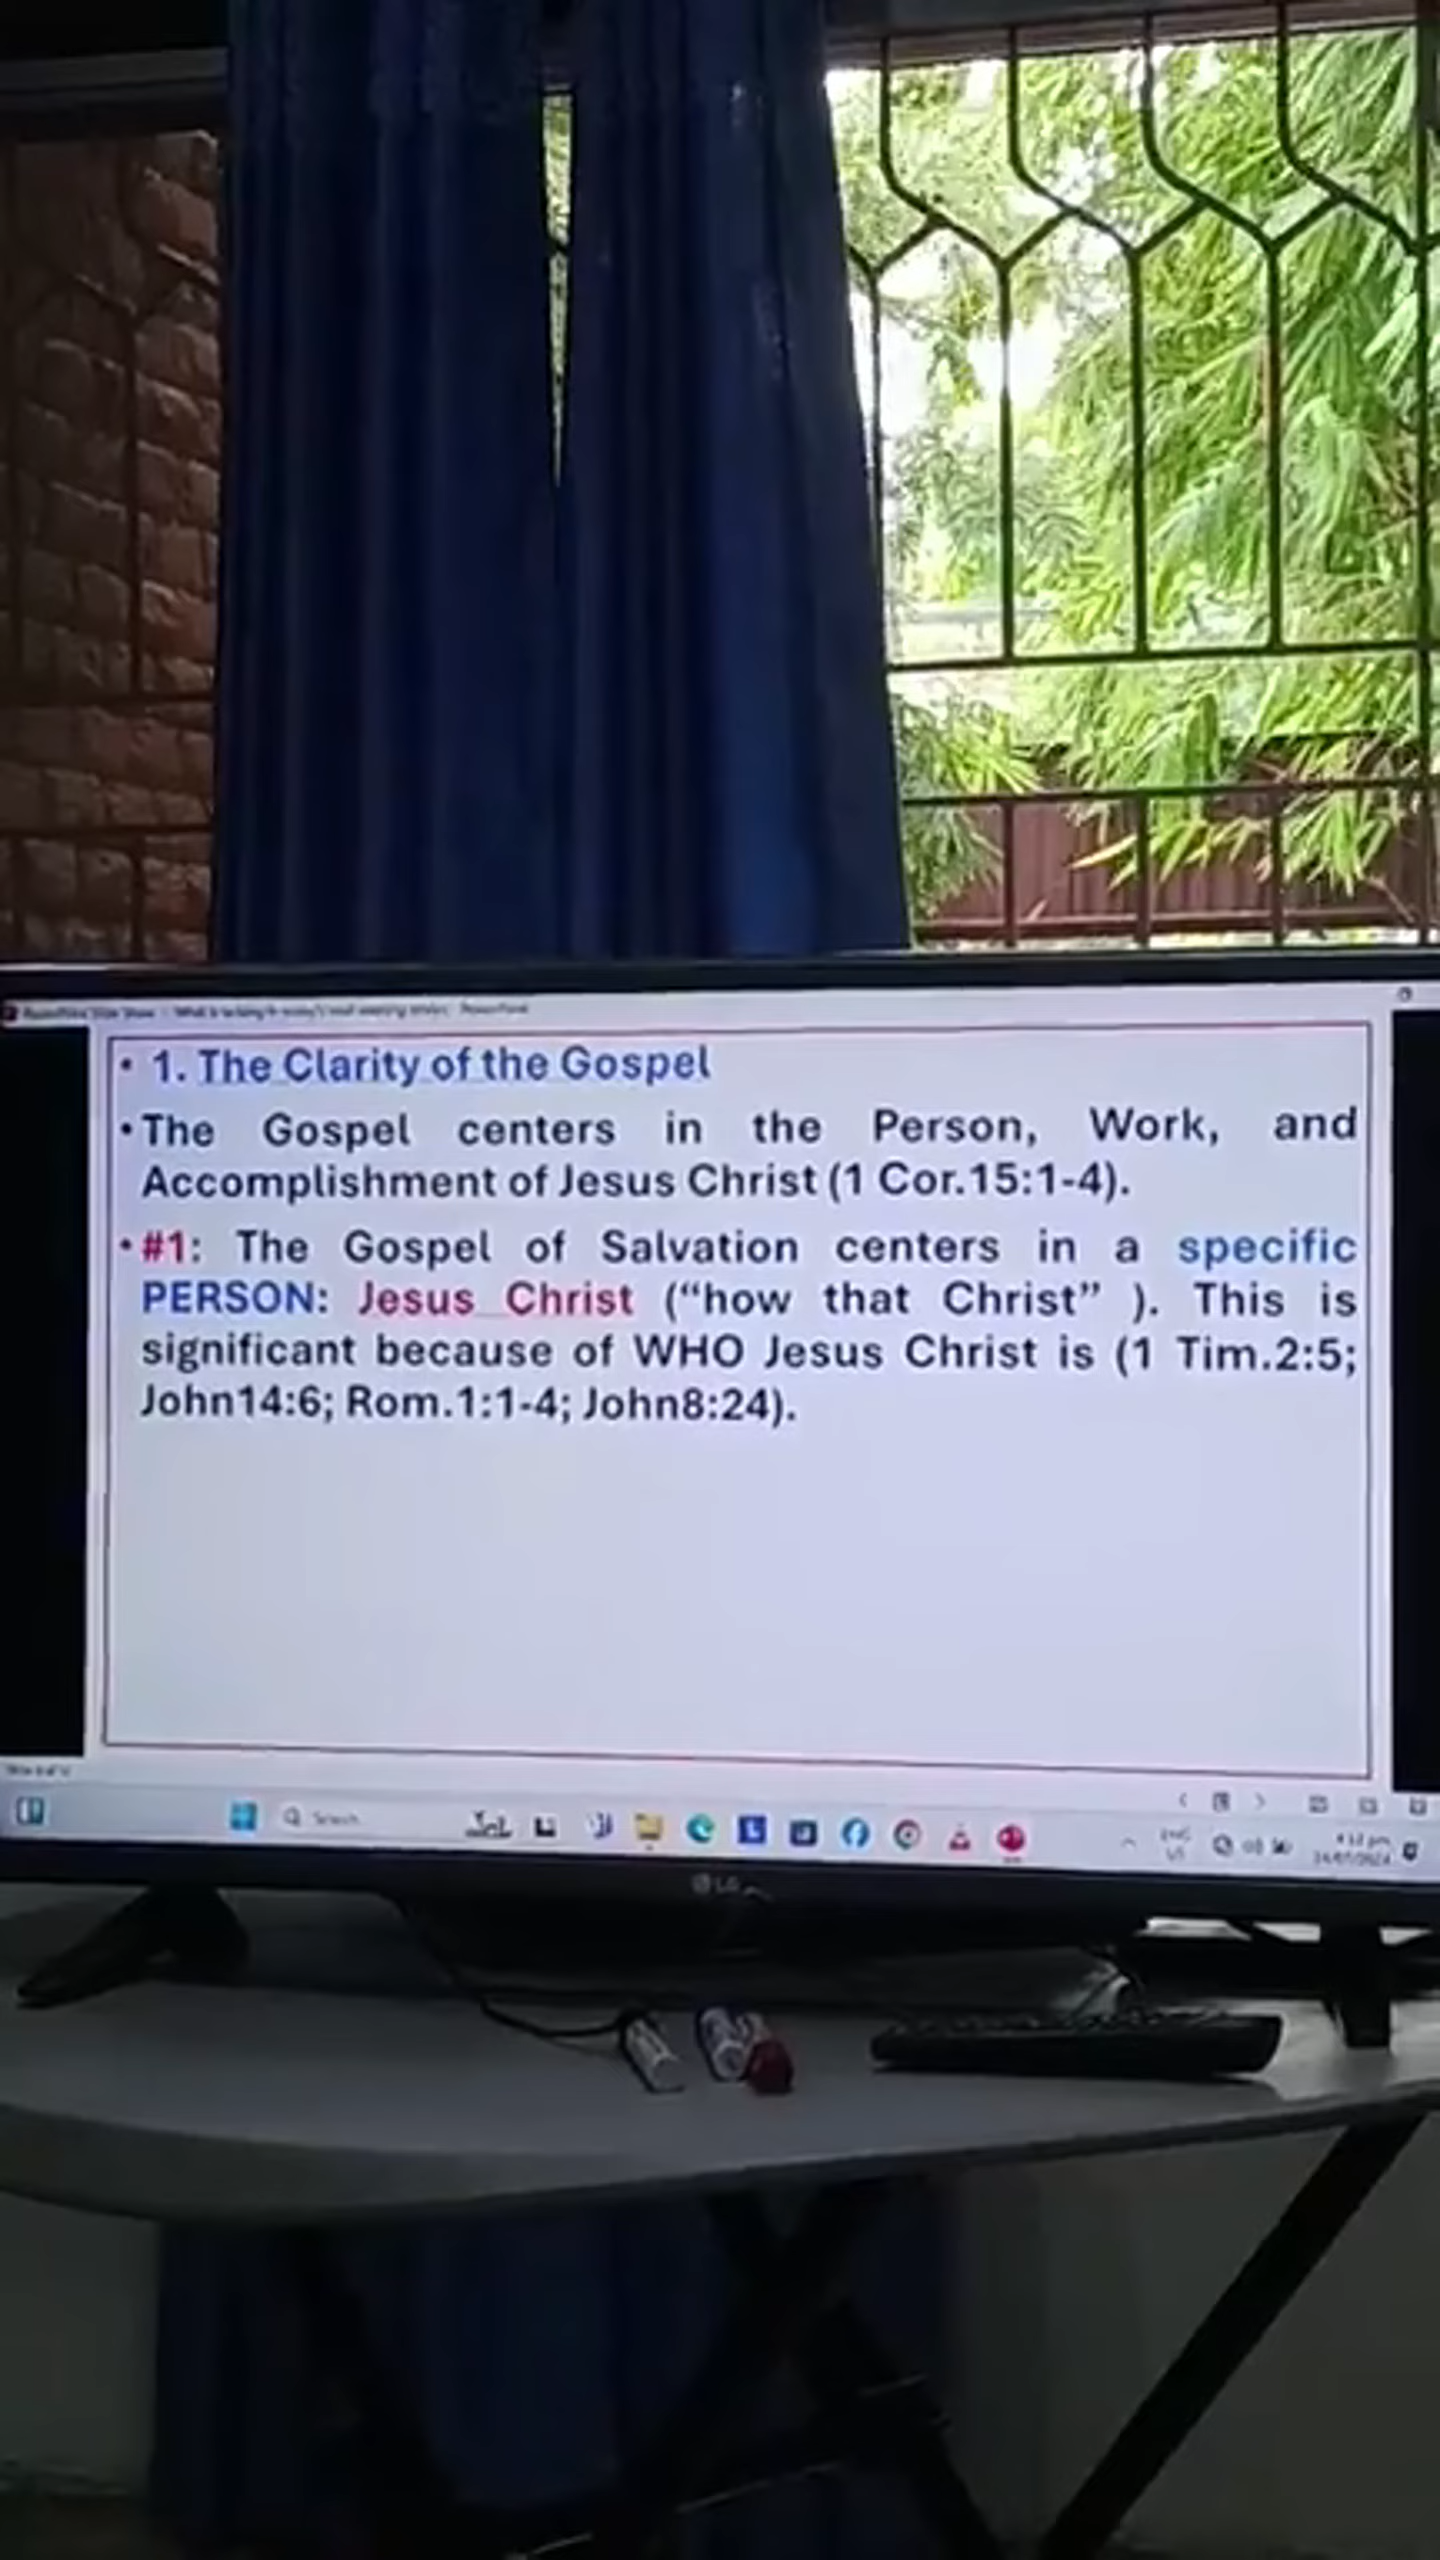 • 1. The Clarity of the Gospel
• The Gospel centers in the Person, Work, and
Accomplishment of Jesus Christ (1 Cor.15:1-4).
• #1: The Gospel of Salvation centers in a specific
PERSON: Jesus Christ (“how that Christ” ). This is
significant because of WHO Jesus Christ is (1 Tim.2:5;
John14:6; Rom.1:1-4; John8:24).
Search
LG